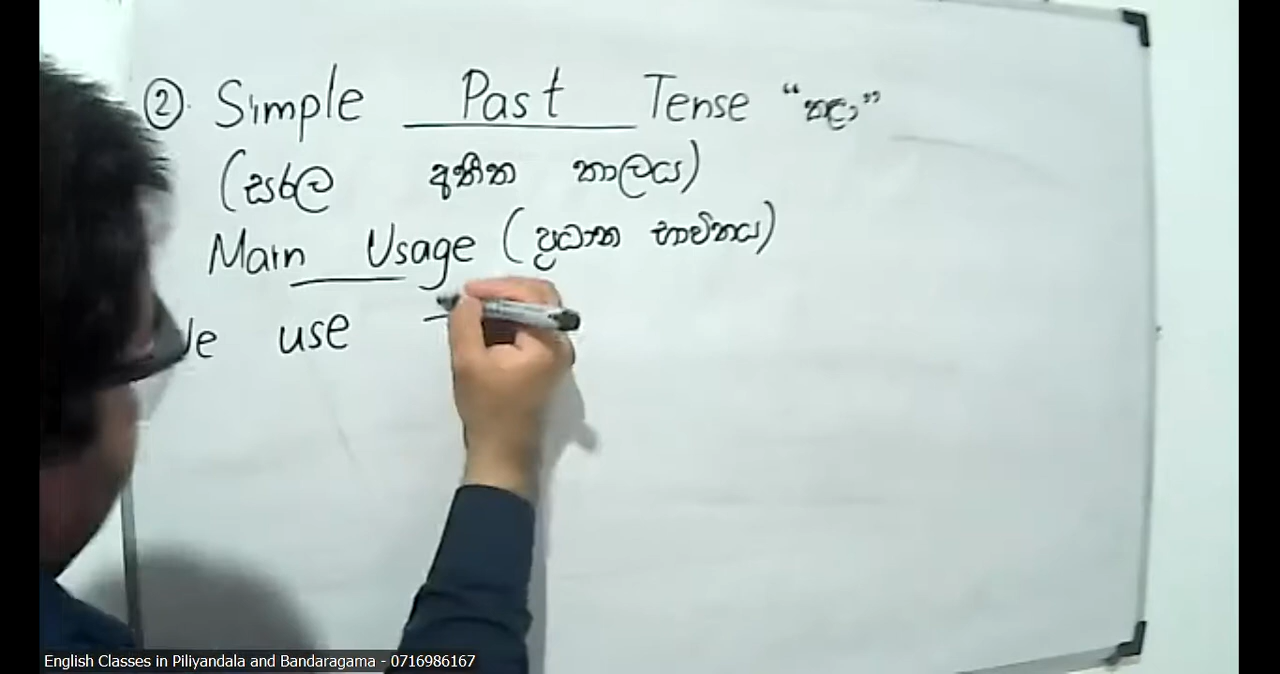 ② Simple Past Tense “කළා”
(සරල අතීත කාලය)
Main Usage (ප්‍රධාන භාවිතය)
We use
English Classes in Piliyandala and Bandaragama - 0716986167